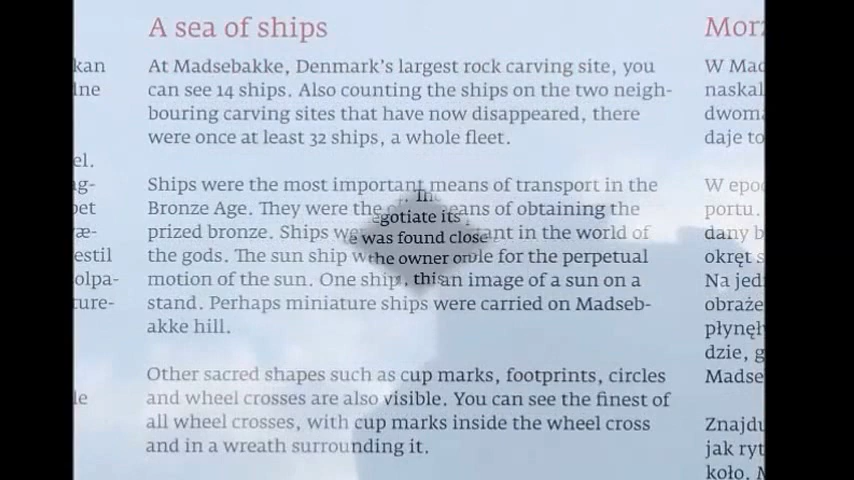 A sea of ships
At Madsebakke, Denmark's largest rock carving site, you
can see 14 ships. Also counting the ships on the two neigh-
bouring carving sites that have now disappeared, there
were once at least 32 ships, a whole fleet.
Ships were the most important means of transport in the
Bronze Age. They were the means of obtaining the
prized bronze. Ships in the world of
the gods. The sun ship for the perpetual
motion of the sun. One ship, an image of a sun on a
stand. Perhaps miniature ships were carried on Madseb-
akke hill.
Other sacred shapes such as cup marks, footprints, circles
and wheel crosses are also visible. You can see the finest of
all wheel crosses, with cup marks inside the wheel cross
and in a wreath surrounding it.
egotiate its
e was found close
the owner o
, thi
kan
lne
el.
ag-
pet
æ-
estil
olpa-
ture-
le
Mor
W Mad
naskal
dwom
daje to
W epo
portu.
dany b
okręt s
Na jed
obraże
płynęł
dzie, g
Madse
Znajdu
jak ryt
koło. M